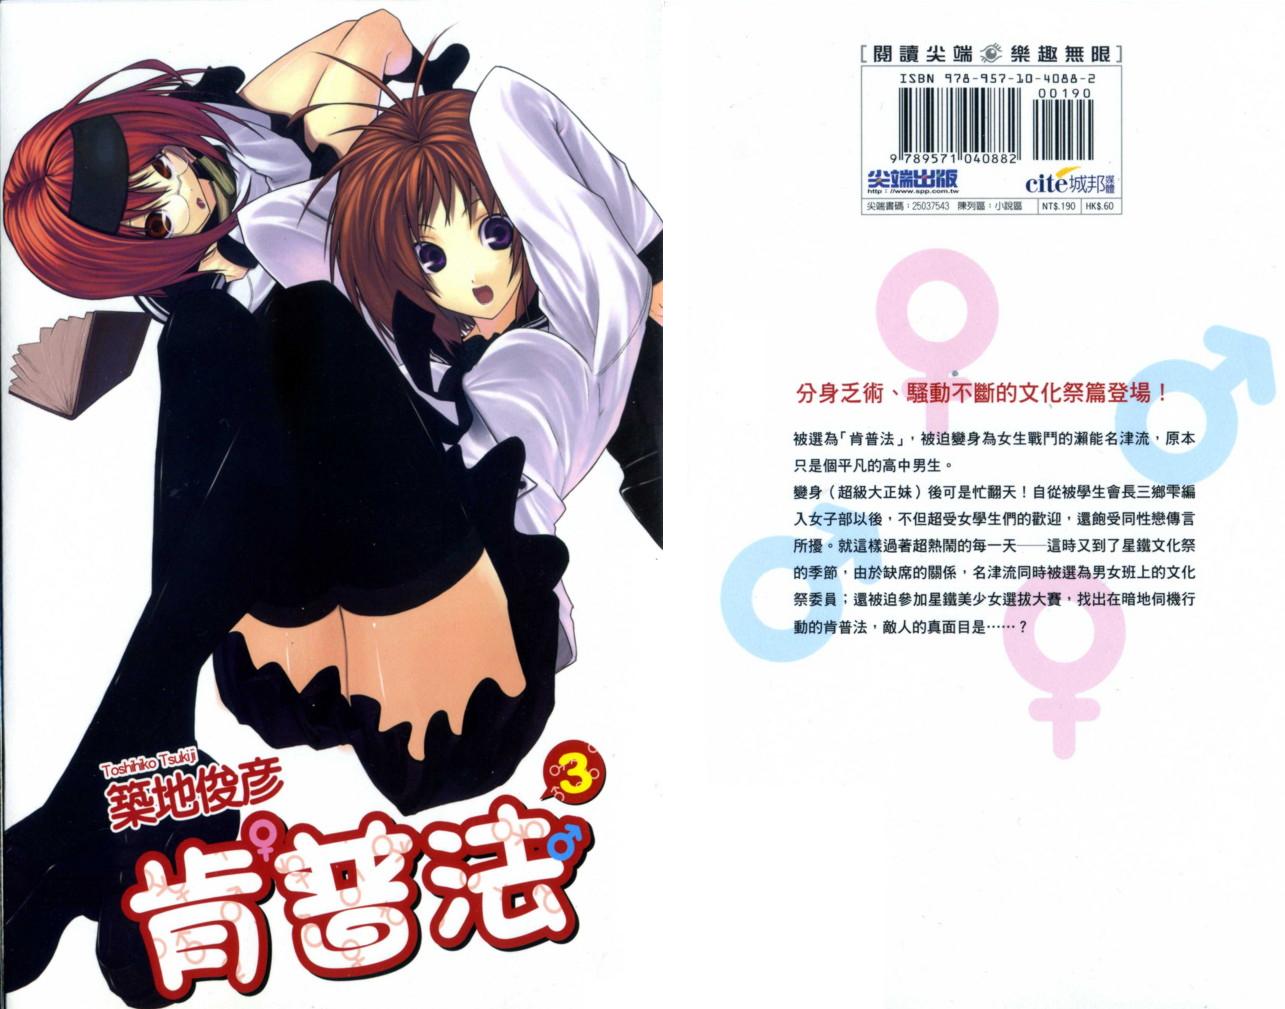 Toshihiko Tsukiji
築地俊彦
3
肯普法
[閱讀尖端 樂趣無限]
ISBN 978-957-10-4088-2
00190
9 789571 040882
尖端出版
http://www.spp.com.tw
cite城邦媒體
尖端書碼：25037543 陳列區：小說區 NT$.190 HK$.60
分身乏術、騷動不斷的文化祭篇登場！
被選為「肯普法」，被迫變身為女生戰鬥的瀨能名津流，原本
只是個平凡的高中男生。
變身（超級大正妹）後可是忙翻天！自從被學生會長三鄉雫編
入女子部以後，不但超受女學生們的歡迎，還飽受同性戀傳言
所擾。就這樣過著超熱鬧的每一天──這時又到了星鐵文化祭
的季節，由於缺席的關係，名津流同時被選為男女班上的文化
祭委員；還被迫參加星鐵美少女選拔大賽，找出在暗地伺機行
動的肯普法，敵人的真面目是……？